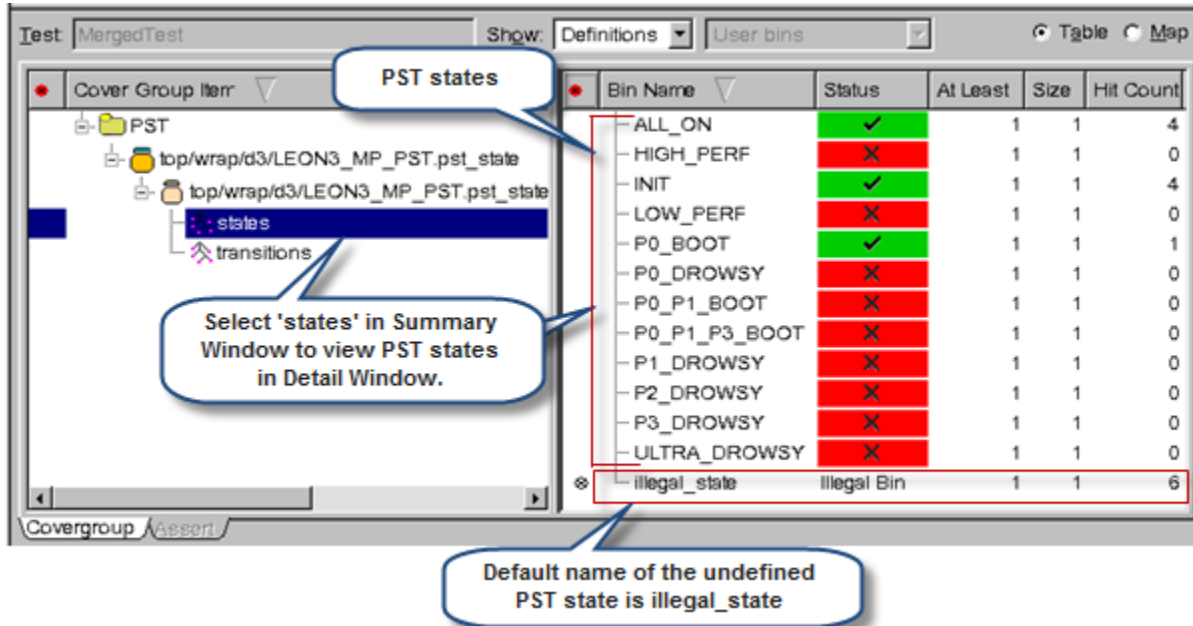 Test: MergedTest Show: Definitions User bins Table Map
Cover Group Item
PST
top/wrap/d3/LEON3_MP_PST.pst_state
top/wrap/d3/LEON3_MP_PST.pst_state
states
transitions
PST states
Select 'states' in Summary
Window to view PST states
in Detail Window.
Bin Name Status At Least Size Hit Count
ALL_ON 1 1 4
HIGH_PERF 1 1 0
INIT 1 1 4
LOW_PERF 1 1 0
P0_BOOT 1 1 1
P0_DROWSY 1 1 0
P0_P1_BOOT 1 1 0
P0_P1_P3_BOOT 1 1 0
P1_DROWSY 1 1 0
P2_DROWSY 1 1 0
P3_DROWSY 1 1 0
ULTRA_DROWSY 1 1 0
illegal_state Illegal Bin 1 1 6
Covergroup Assert
Default name of the undefined
PST state is illegal_state